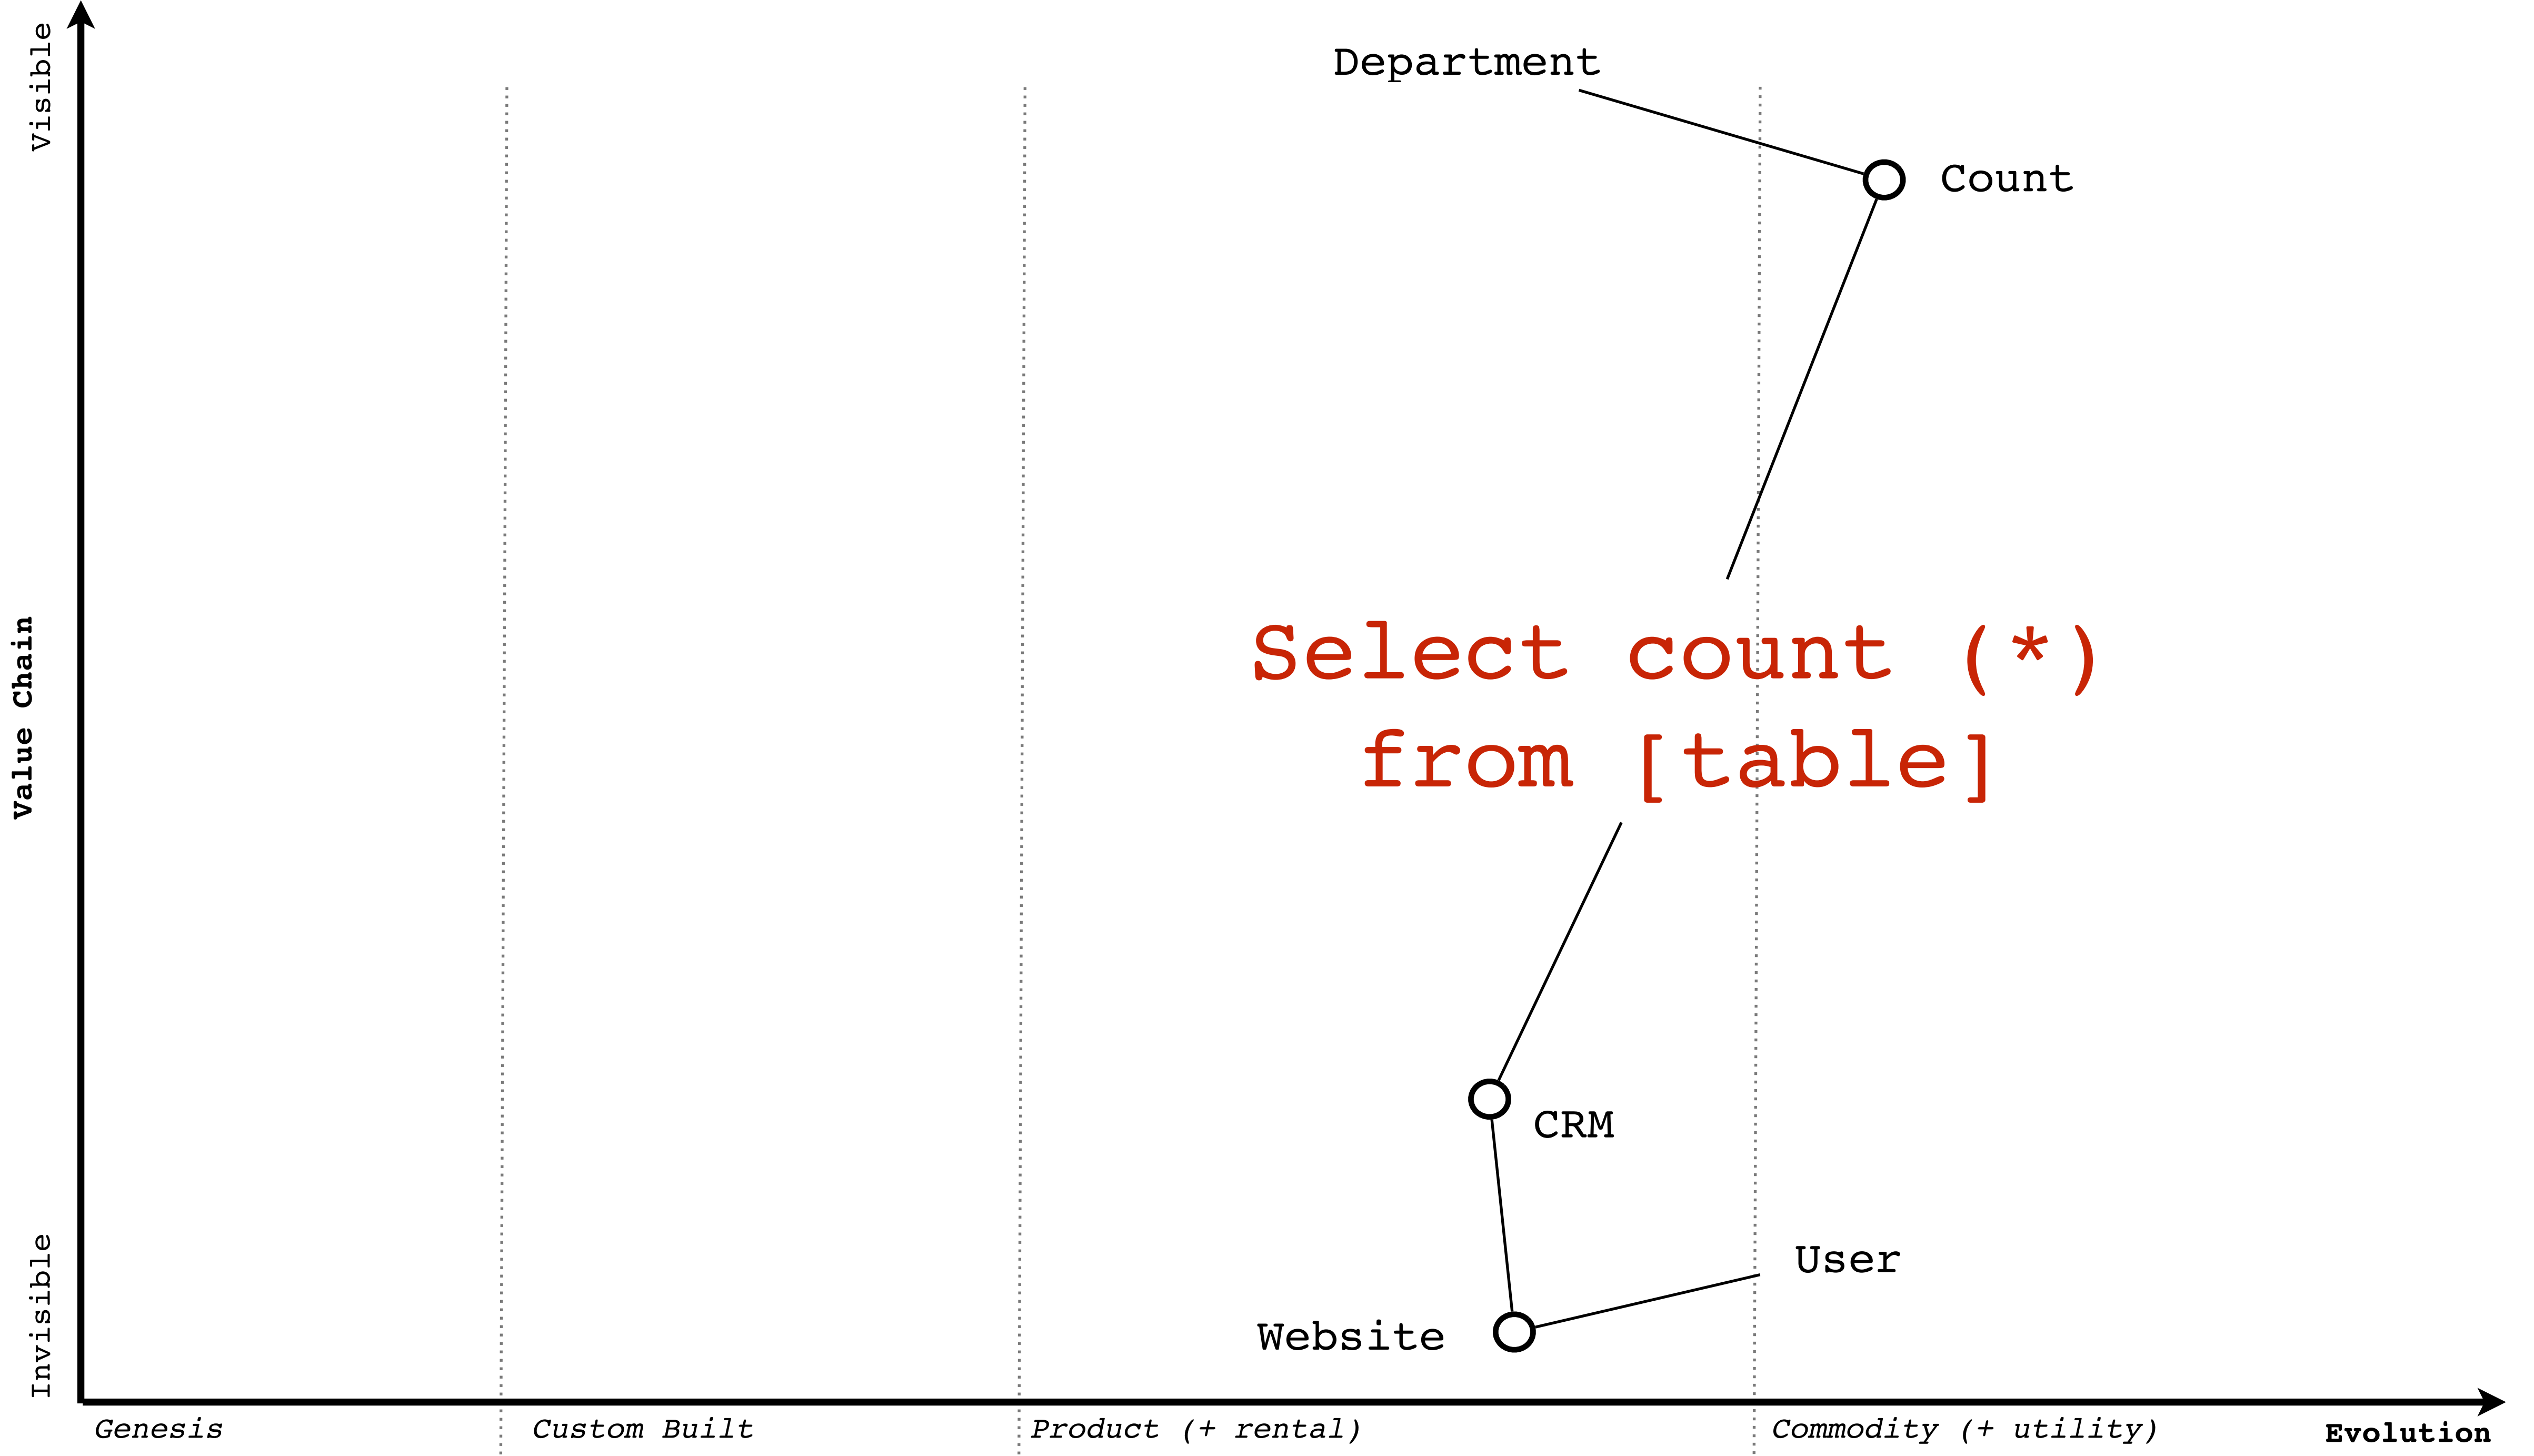 Visible
Department
Count
Value Chain
Select count (*)
from [table]
CRM
User
Invisible
Website
Genesis
Custom Built
Product (+ rental)
Commodity (+ utility)
Evolution